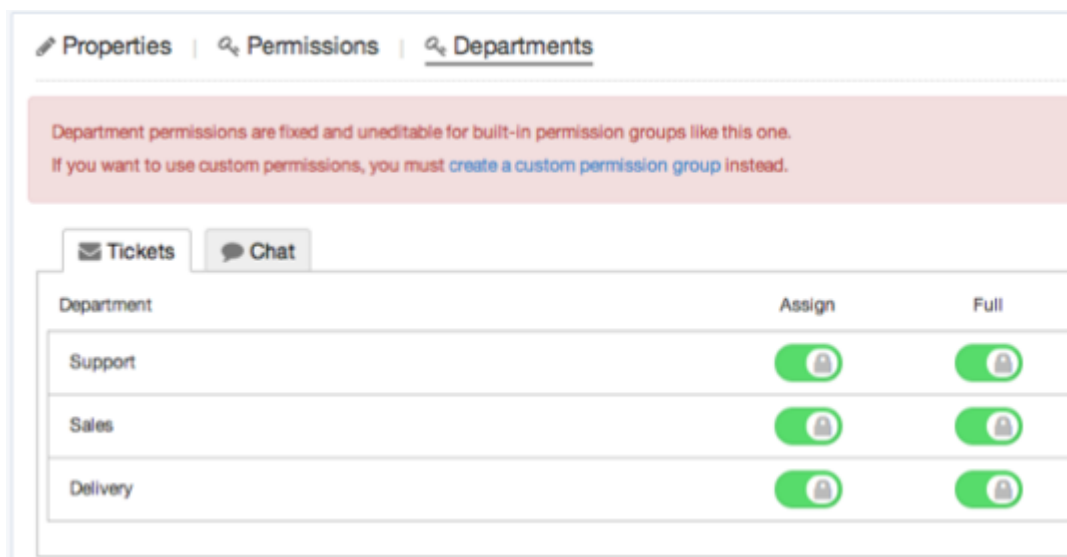 Properties | Permissions | Departments
Department permissions are fixed and uneditable for built-in permission groups like this one.
If you want to use custom permissions, you must create a custom permission group instead.
Tickets Chat
Department Assign Full
Support
Sales
Delivery